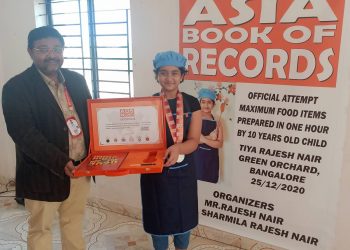 ASIA
BOOK OF
RECORDS
OFFICIAL ATTEMPT
MAXIMUM FOOD ITEMS
PREPARED IN ONE HOUR
BY 10 YEARS OLD CHILD
TIYA RAJESH NAIR
GREEN ORCHARD,
BANGALORE
25/12/2020
ORGANIZERS
MR.RAJESH NAIR
SHARMILA RAJESH NAIR
ASIA